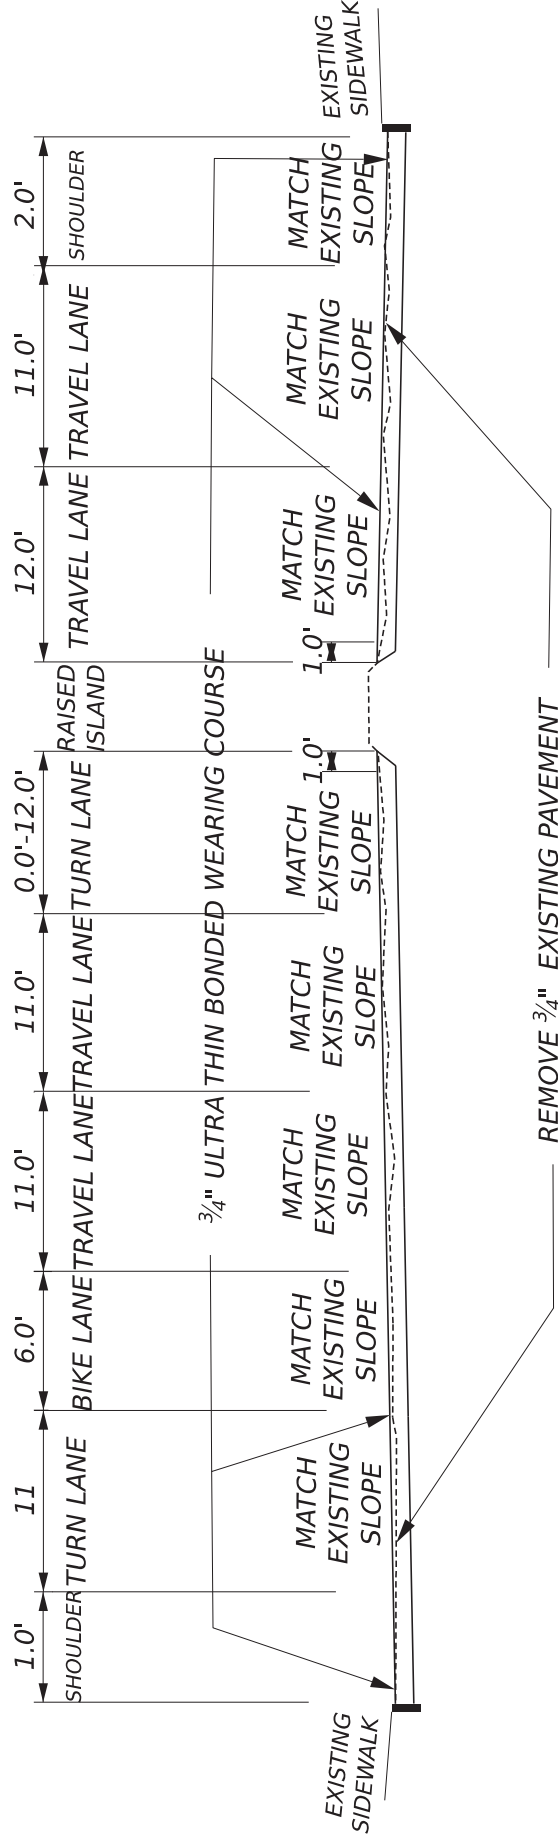 1.0'
11
6.0'
11.0'
11.0'
0.0'-12.0'
12.0'
11.0'
2.0'
SHOULDER
TURN LANE
BIKE LANE
TRAVEL LANE
TRAVEL LANE
TURN LANE
RAISED
ISLAND
TRAVEL LANE
TRAVEL LANE
SHOULDER
3/4" ULTRA THIN BONDED WEARING COURSE
EXISTING
SIDEWALK
MATCH
EXISTING
SLOPE
MATCH
EXISTING
SLOPE
MATCH
EXISTING
SLOPE
MATCH
EXISTING
SLOPE
MATCH
EXISTING
SLOPE
1.0'
1.0'
MATCH
EXISTING
SLOPE
MATCH
EXISTING
SLOPE
MATCH
EXISTING
SLOPE
EXISTING
SIDEWALK
REMOVE 3/4" EXISTING PAVEMENT